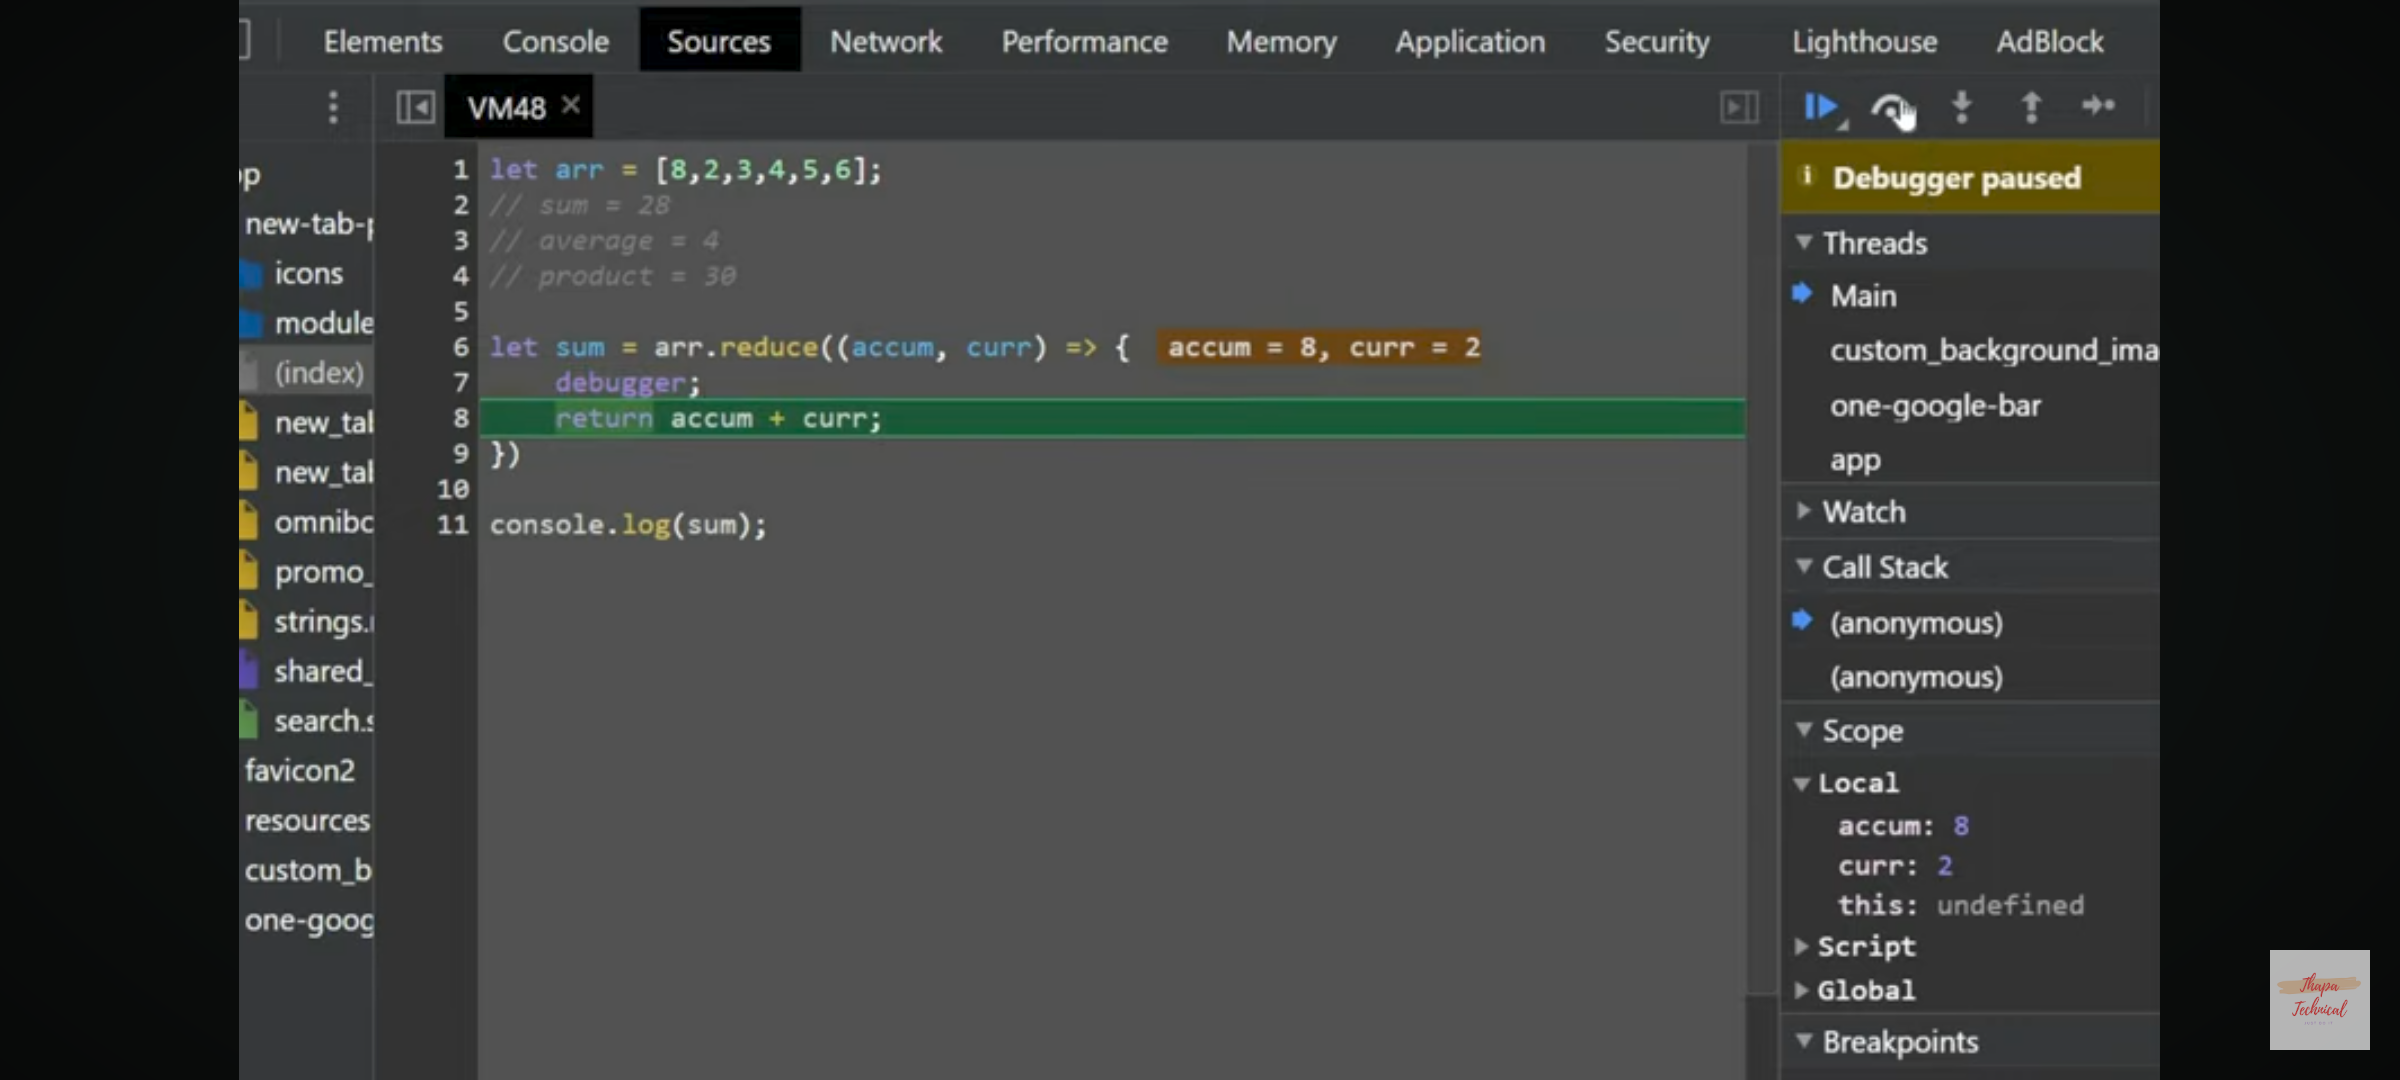 Elements Console Sources Network Performance Memory Application Security Lighthouse AdBlock
VM48 ×
op
new-tab-p
icons
module
(index)
new_tab
new_tab
omnibo
promo_
strings.
shared_
search.s
favicon2
resources
custom_b
one-goog
1 let arr = [8,2,3,4,5,6];
2 // sum = 28
3 // average = 4
4 // product = 30
5
6 let sum = arr.reduce((accum, curr) => { accum = 8, curr = 2
7 debugger;
8 return accum + curr;
9 })
10
11 console.log(sum);
Debugger paused
Threads
Main
custom_background_ima
one-google-bar
app
Watch
Call Stack
(anonymous)
(anonymous)
Scope
Local
accum: 8
curr: 2
this: undefined
Script
Global
Breakpoints
Thapa
Technical